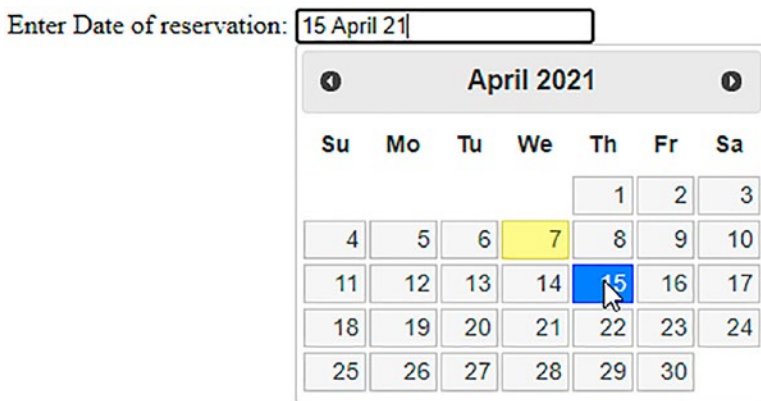 Enter Date of reservation: 15 April 21
April 2021
Su Mo Tu We Th Fr Sa
1 2 3
4 5 6 7 8 9 10
11 12 13 14 15 16 17
18 19 20 21 22 23 24
25 26 27 28 29 30